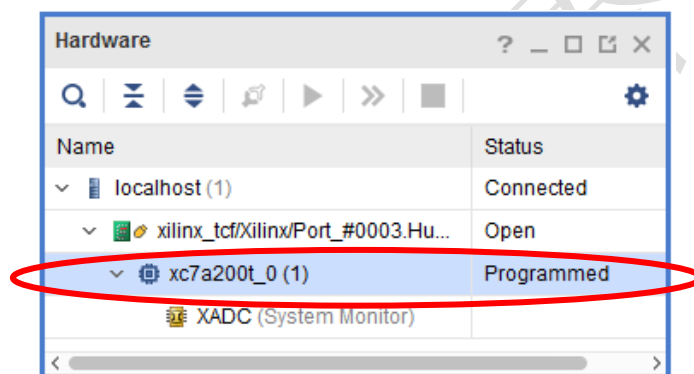 Hardware ?
Name Status
localhost (1) Connected
xilinx_tcf/Xilinx/Port_#0003.Hu... Open
xc7a200t_0 (1) Programmed
XADC (System Monitor)